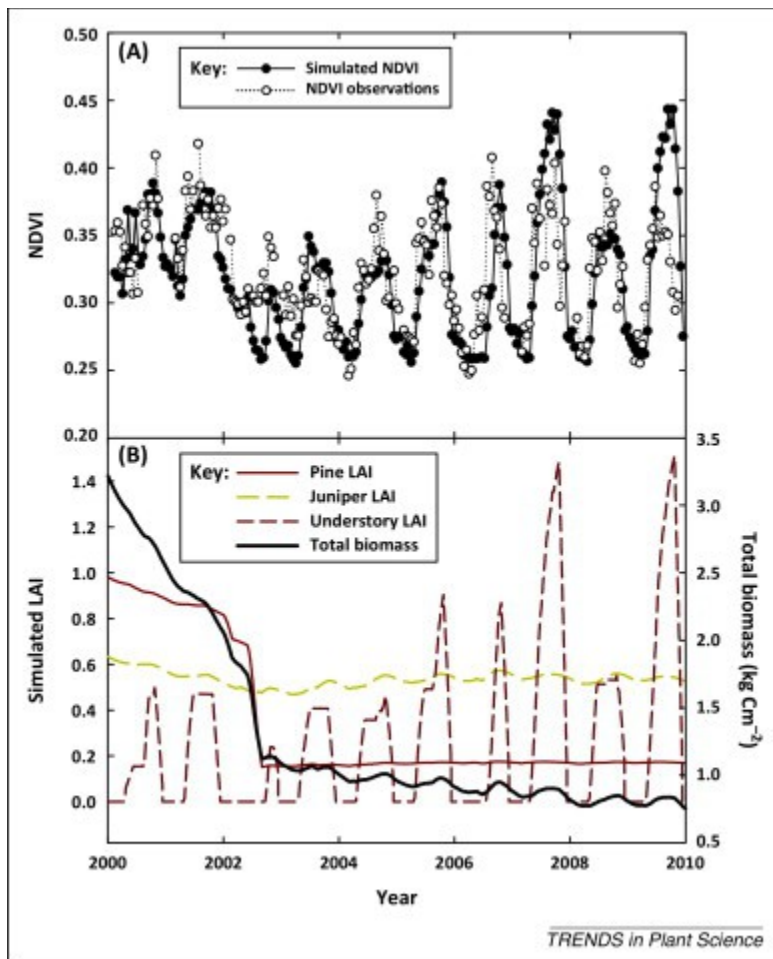 (A)
Key:
Simulated NDVI
NDVI observations
0.50
0.45
0.40
0.35
0.30
0.25
0.20
NDVI
(B)
Key:
Pine LAI
Juniper LAI
Understory LAI
Total biomass
1.4
1.2
1.0
0.8
0.6
0.4
0.2
0.0
Simulated LAI
3.5
3.0
2.5
2.0
1.5
1.0
0.5
Total biomass (kg Cm⁻²)
2000 2002 2004 2006 2008 2010
Year
TRENDS in Plant Science